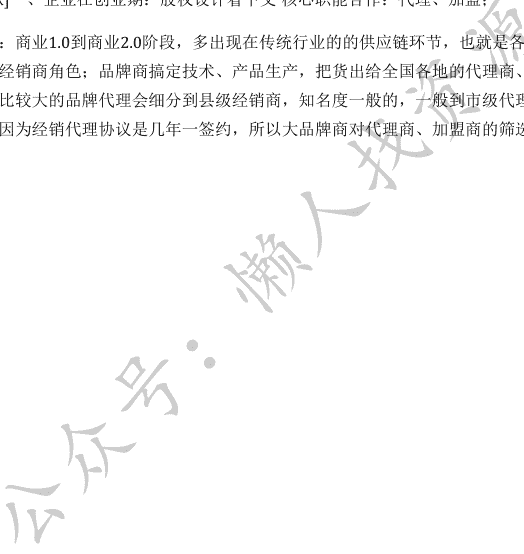 、企业在创业期：股权设计看下文 核心职能合作：代理、加盟；
：商业1.0到商业2.0阶段，多出现在传统行业的的供应链环节，也就是各
经销商角色；品牌商搞定技术、产品生产，把货出给全国各地的代理商、
比较大的品牌代理会细分到县级经销商，知名度一般的，一般到市级代理
因为经销代理协议是几年一签约，所以大品牌商对代理商、加盟商的筛选
公众号：懒人找资源